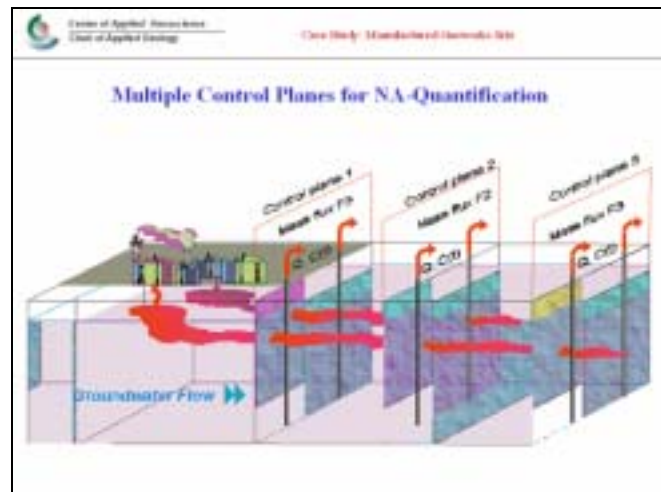 Center of Applied Geoscience
Chair of Applied Geology
Case Study: Manufactured Gasworks Site
Multiple Control Planes for NA-Quantification
Control plane 1
Mass flux F1
Q, C(t)
Control plane 2
Mass flux F2
Q, C(t)
Control plane 3
Mass flux F3
Q, C(t)
Groundwater Flow